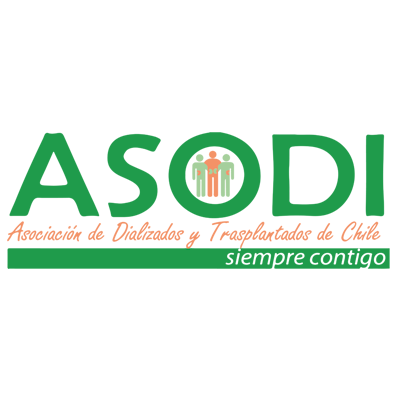 ASODI
Asociación de Dializados y Trasplantados de Chile
siempre contigo